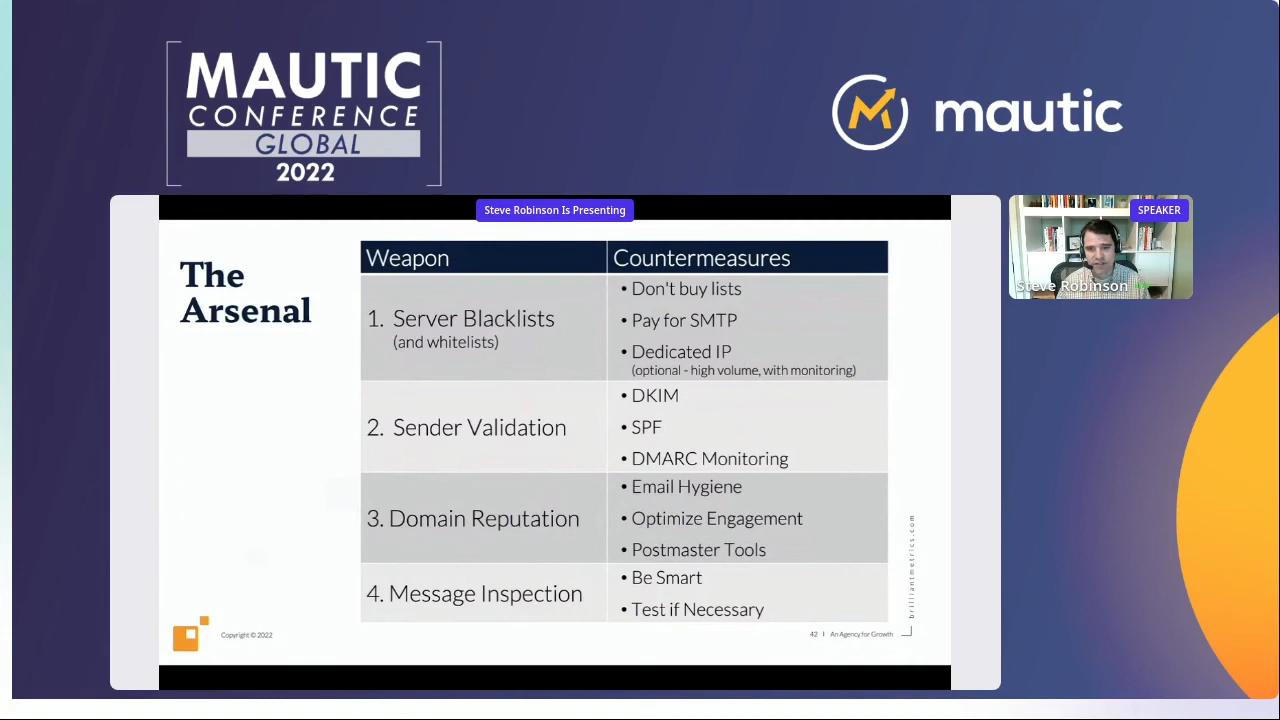 MAUTIC
CONFERENCE
GLOBAL
2022
mautic
Steve Robinson Is Presenting
SPEAKER
Steve Robinson
The
Arsenal
Weapon
Countermeasures
1. Server Blacklists
(and whitelists)
• Don't buy lists
• Pay for SMTP
• Dedicated IP
(optional - high volume, with monitoring)
2. Sender Validation
• DKIM
• SPF
• DMARC Monitoring
3. Domain Reputation
• Email Hygiene
• Optimize Engagement
• Postmaster Tools
4. Message Inspection
• Be Smart
• Test if Necessary
brilliantmetrics.com
Copyright © 2022
42 | An Agency for Growth